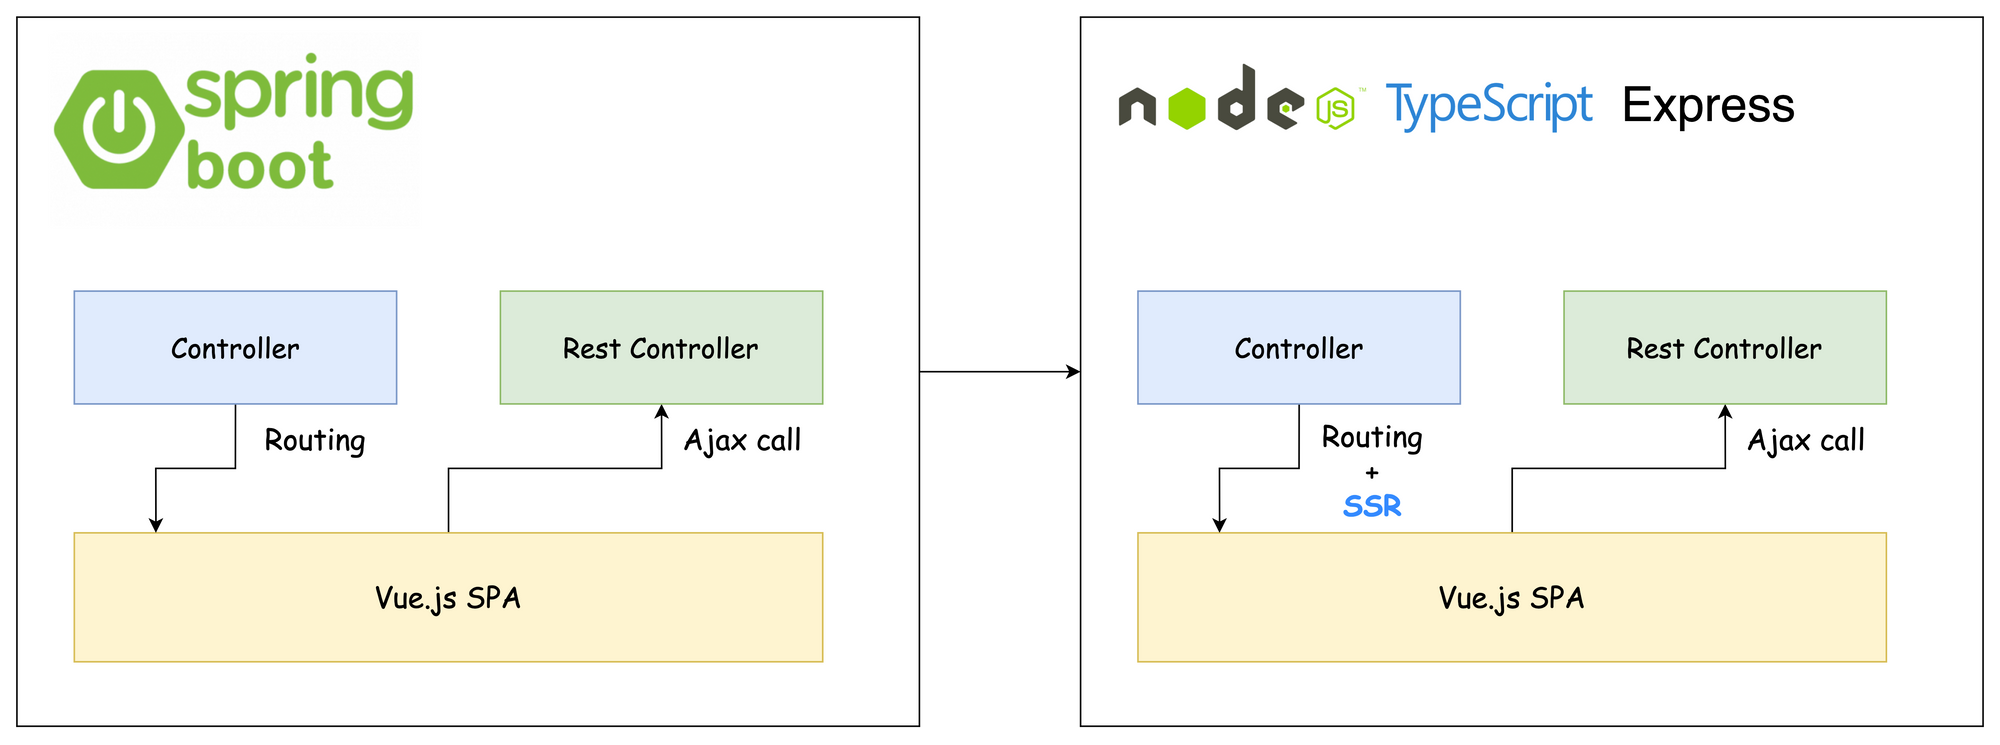 spring
boot
Controller
Rest Controller
Routing
Ajax call
Vue.js SPA
node JS ™ TypeScript Express
Controller
Rest Controller
Routing
+
SSR
Ajax call
Vue.js SPA